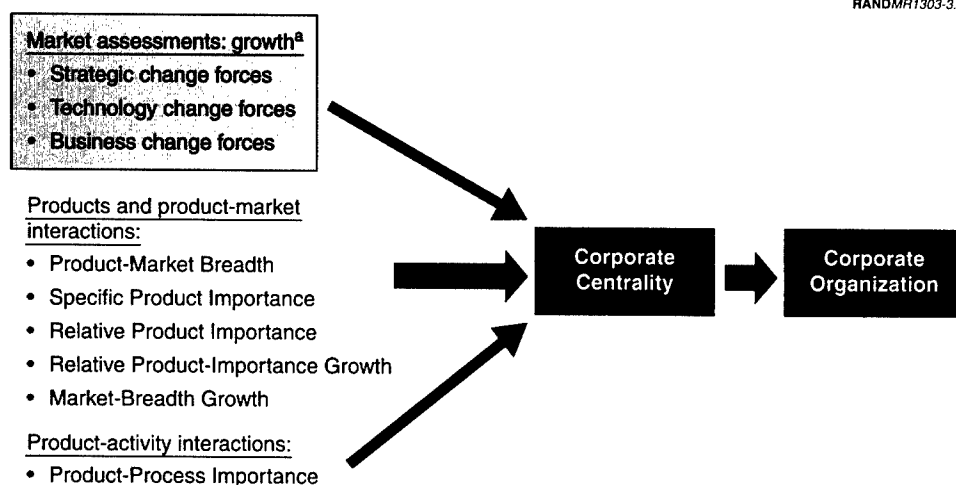 RANDMR1303-3.
Market assessments: growthª
• Strategic change forces
• Technology change forces
• Business change forces
Products and product-market
interactions:
• Product-Market Breadth
• Specific Product Importance
• Relative Product Importance
• Relative Product-Importance Growth
• Market-Breadth Growth
Product-activity interactions:
• Product-Process Importance
Corporate
Centrality
Corporate
Organization